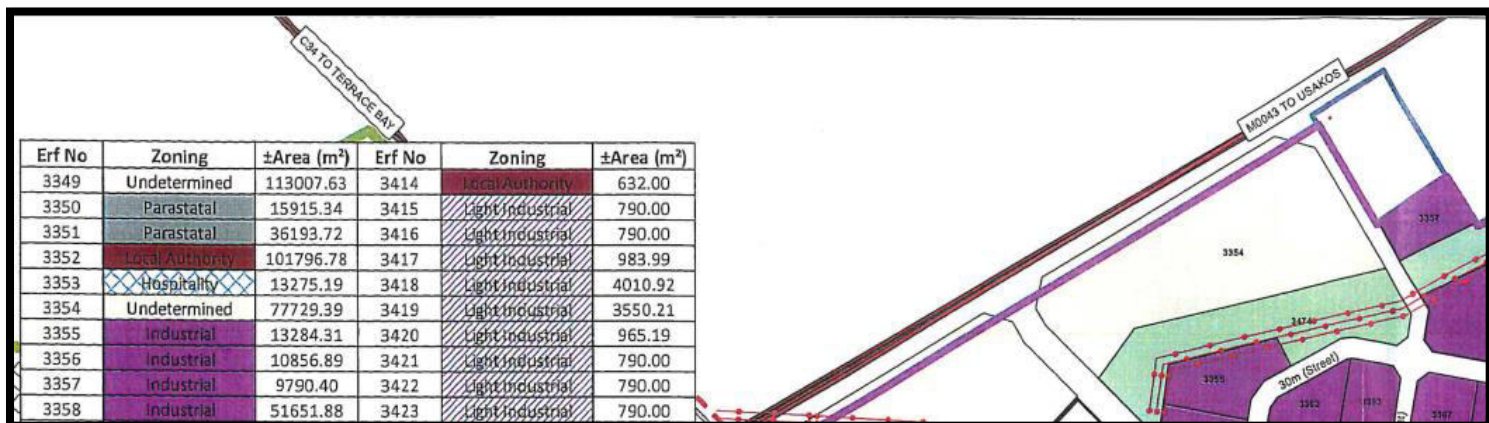 C34 TO TERRACE BAY
M0043 TO USAKOS
Erf No Zoning ±Area (m²) Erf No Zoning ±Area (m²)
3349 Undetermined 113007.63 3414 Local Authority 632.00
3350 Parastatal 15915.34 3415 Light Industrial 790.00
3351 Parastatal 36193.72 3416 Light Industrial 790.00
3352 Local Authority 101796.78 3417 Light Industrial 983.99
3353 Hospitality 13275.19 3418 Light Industrial 4010.92
3354 Undetermined 77729.39 3419 Light Industrial 3550.21
3355 Industrial 13284.31 3420 Light Industrial 965.19
3356 Industrial 10856.89 3421 Light Industrial 790.00
3357 Industrial 9790.40 3422 Light Industrial 790.00
3358 Industrial 51651.88 3423 Light Industrial 790.00
3357
3354
3355
30m (Street)
3367